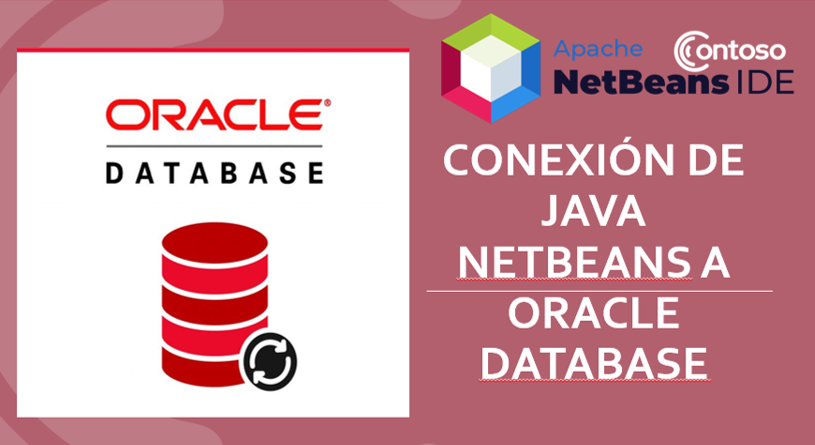 ORACLE®
DATABASE
Apache
NetBeans IDE
Contoso
CONEXIÓN DE
JAVA
NETBEANS A
ORACLE
DATABASE